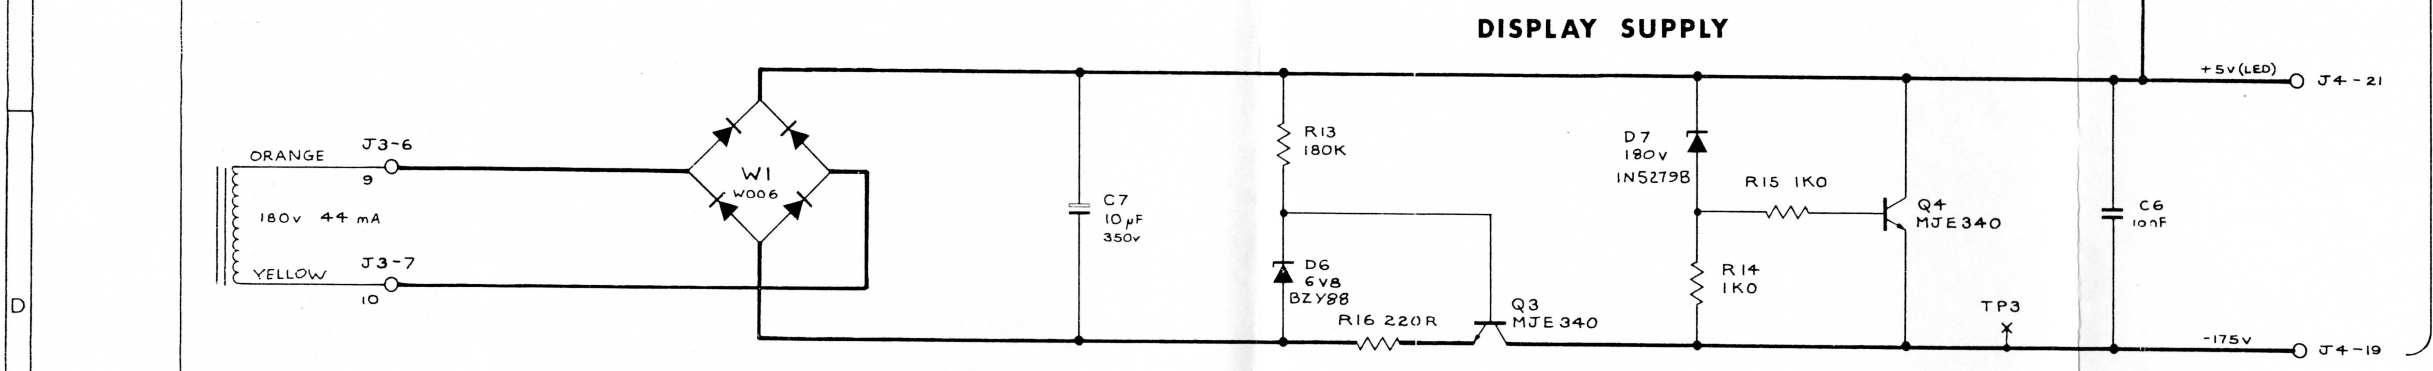 DISPLAY SUPPLY
+5V(LED)
J4-21
J3-6
ORANGE
9
180V 44 mA
J3-7
YELLOW
10
W1
W006
C7
10µF
350V
R13
180K
D6
6V8
BZY88
R16 220R
Q3
MJE340
D7
180V
IN5279B
R15 1K0
R14
1K0
Q4
MJE340
TP3
C6
10nF
-175V
J4-19
D